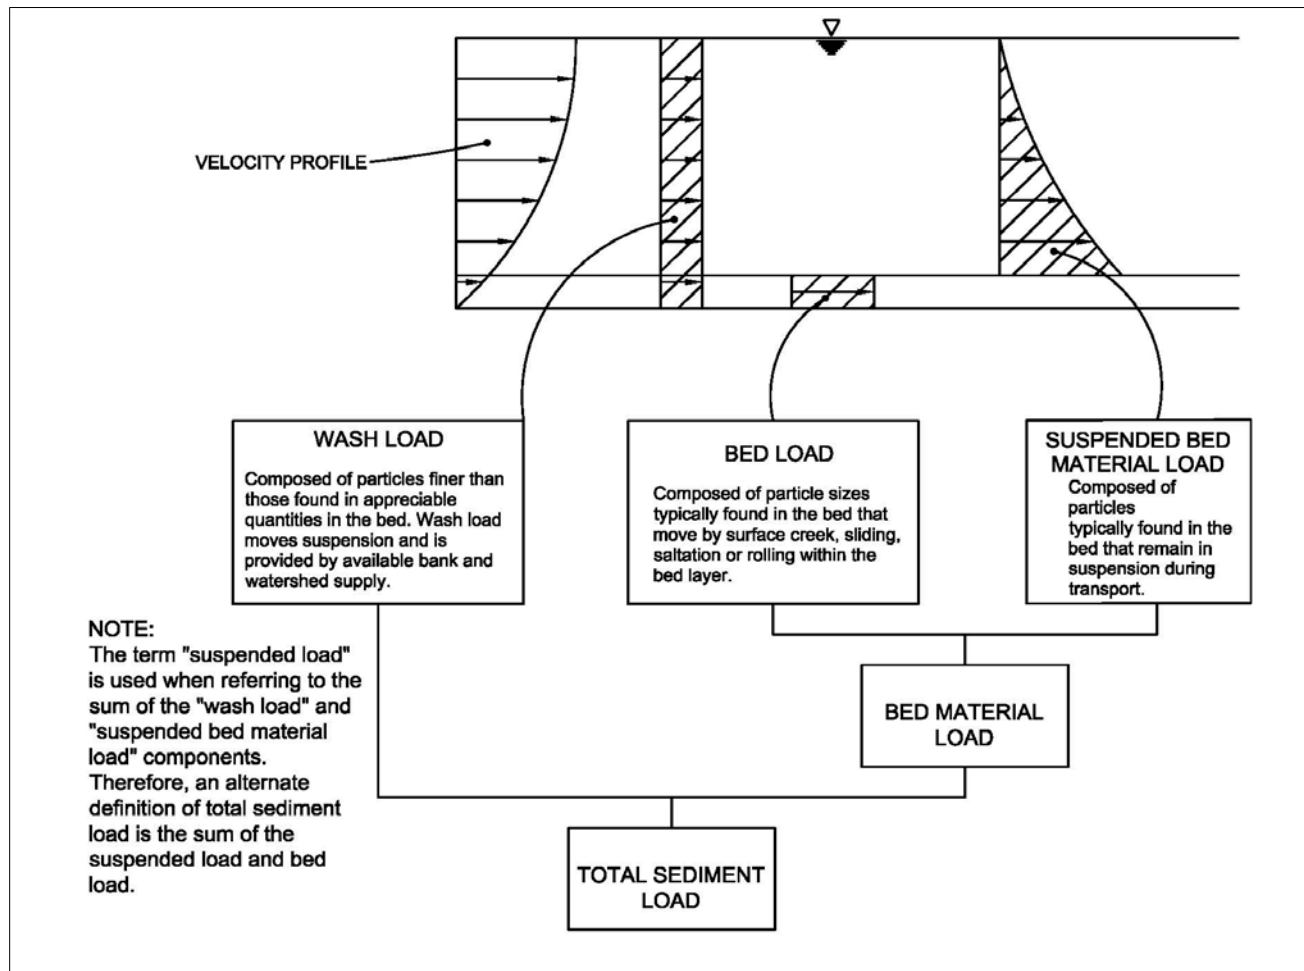 VELOCITY PROFILE
WASH LOAD
Composed of particles finer than
those found in appreciable
quantities in the bed. Wash load
moves suspension and is
provided by available bank and
watershed supply.
BED LOAD
Composed of particle sizes
typically found in the bed that
move by surface creek, sliding,
saltation or rolling within the
bed layer.
SUSPENDED BED
MATERIAL LOAD
Composed of
particles
typically found in the
bed that remain in
suspension during
transport.
NOTE:
The term "suspended load"
is used when referring to the
sum of the "wash load" and
"suspended bed material
load" components.
Therefore, an alternate
definition of total sediment
load is the sum of the
suspended load and bed
load.
BED MATERIAL
LOAD
TOTAL SEDIMENT
LOAD